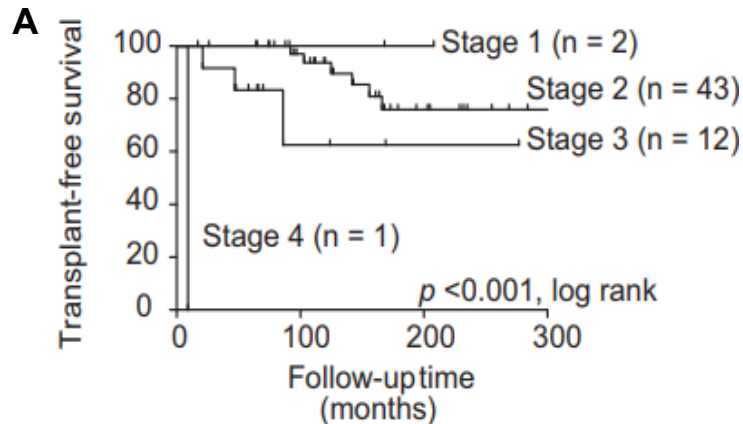 A
Transplant-free survival
100
80
60
40
20
0
Stage 1 (n = 2)
Stage 2 (n = 43)
Stage 3 (n = 12)
Stage 4 (n = 1)
p <0.001, log rank
0 100 200 300
Follow-up time
(months)